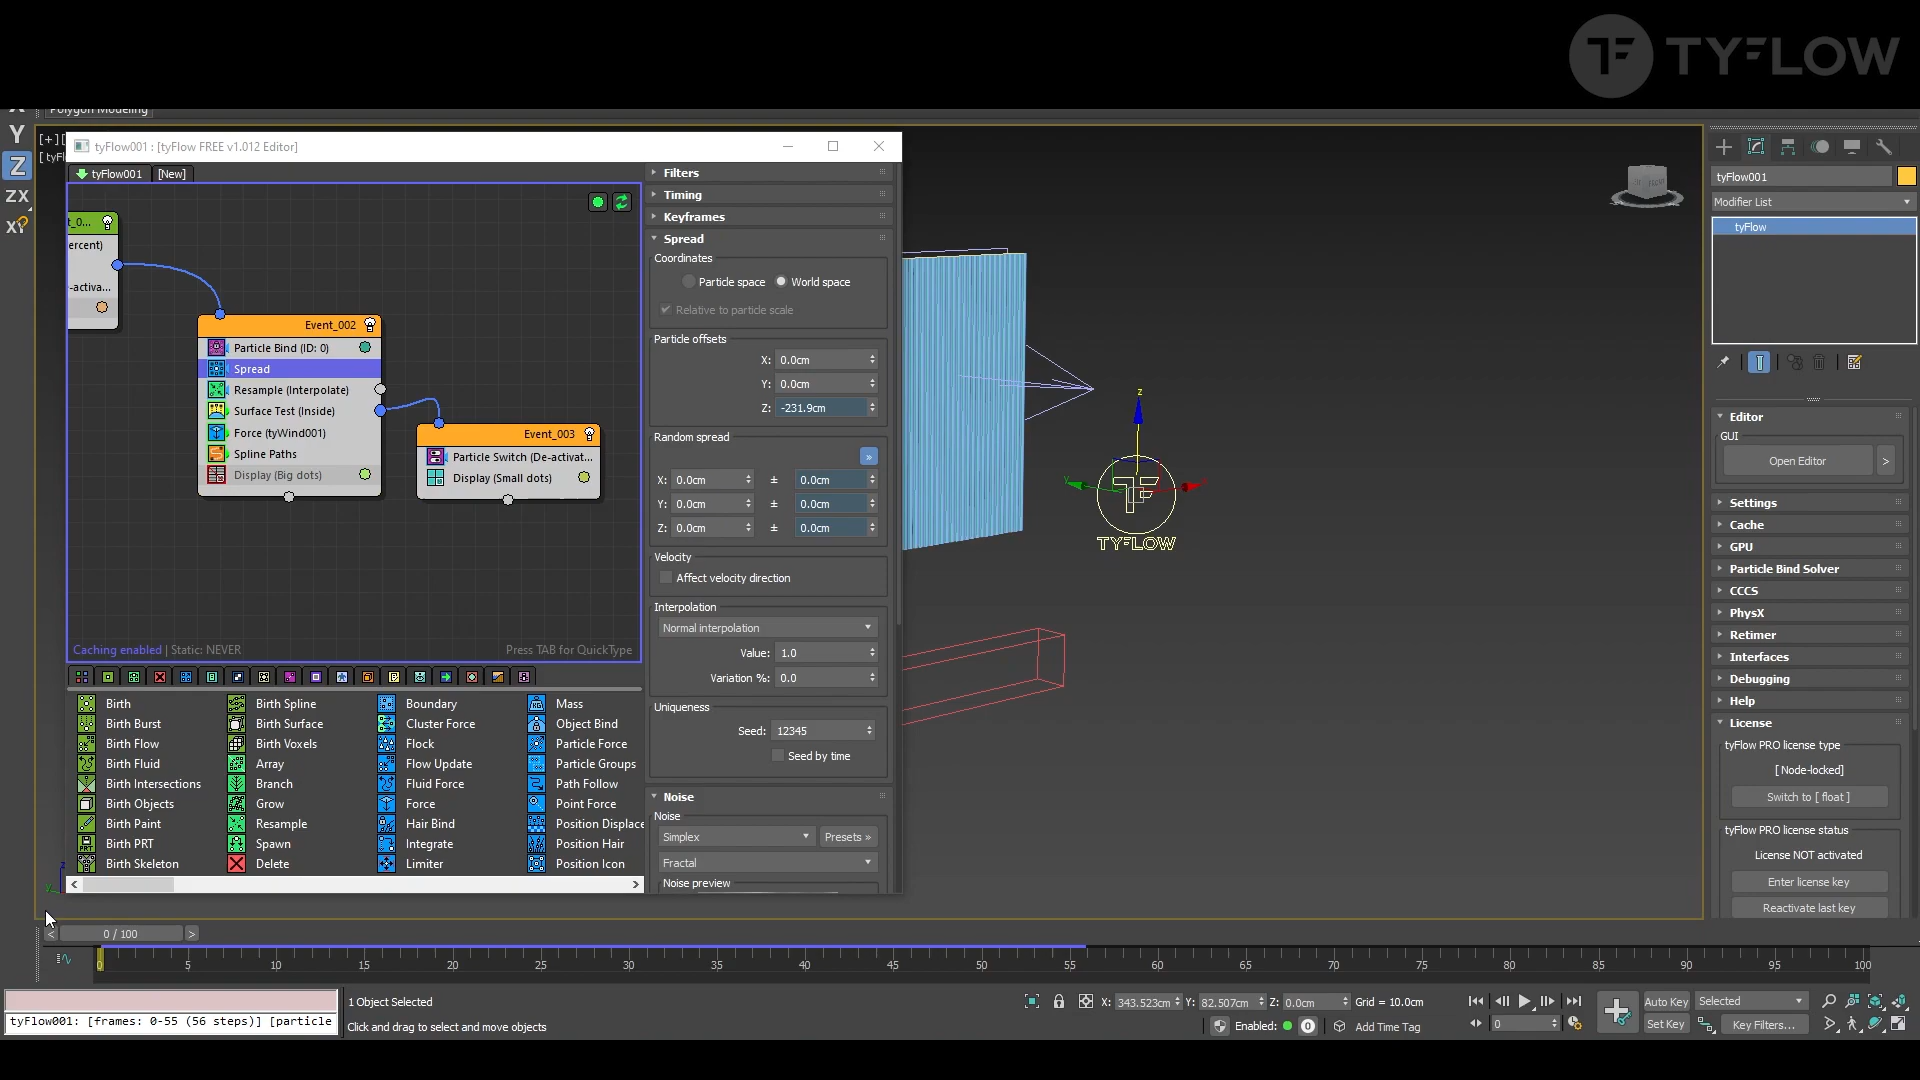 TYFLOW
Polygon Modeling
Y
Z
ZX
XY
[+][
[ tyFl
tyFlow001 : [tyFlow FREE v1.012 Editor]
tyFlow001
[New]
t_0...
ercent)
-activa...
Event_002
Particle Bind (ID: 0)
Spread
Resample (Interpolate)
Surface Test (Inside)
Force (tyWind001)
Spline Paths
Display (Big dots)
Event_003
Particle Switch (De-activat...
Display (Small dots)
Caching enabled | Static: NEVER
Press TAB for QuickType
Birth
Birth Burst
Birth Flow
Birth Fluid
Birth Intersections
Birth Objects
Birth Paint
Birth PRT
Birth Skeleton
Birth Spline
Birth Surface
Birth Voxels
Array
Branch
Grow
Resample
Spawn
Delete
Boundary
Cluster Force
Flock
Flow Update
Fluid Force
Force
Hair Bind
Integrate
Limiter
Mass
Object Bind
Particle Force
Particle Groups
Path Follow
Point Force
Position Displace
Position Hair
Position Icon
Filters
Timing
Keyframes
Spread
Coordinates
Particle space
World space
Relative to particle scale
Particle offsets
X: 0.0cm
Y: 0.0cm
Z: -231.9cm
Random spread
»
X: 0.0cm ± 0.0cm
Y: 0.0cm ± 0.0cm
Z: 0.0cm ± 0.0cm
Velocity
Affect velocity direction
Interpolation
Normal interpolation
Value: 1.0
Variation %: 0.0
Uniqueness
Seed: 12345
Seed by time
Noise
Noise
Simplex
Presets »
Fractal
Noise preview
z
y
TYFLOW
tyFlow001
Modifier List
tyFlow
Editor
GUI
Open Editor
>
Settings
Cache
GPU
Particle Bind Solver
CCCS
PhysX
Retimer
Interfaces
Debugging
Help
License
tyFlow PRO license type
[ Node-locked]
Switch to [ float ]
tyFlow PRO license status
License NOT activated
Enter license key
Reactivate last key
z
y
<
0 / 100
>
0 5 10 15 20 25 30 35 40 45 50 55 60 65 70 75 80 85 90 95 100
tyFlow001: [frames: 0-55 (56 steps)] [particle
1 Object Selected
Click and drag to select and move objects
X: 343.523cm Y: 82.507cm Z: 0.0cm Grid = 10.0cm
Enabled: 0 Add Time Tag
0
Auto Key
Selected
Set Key
Key Filters...